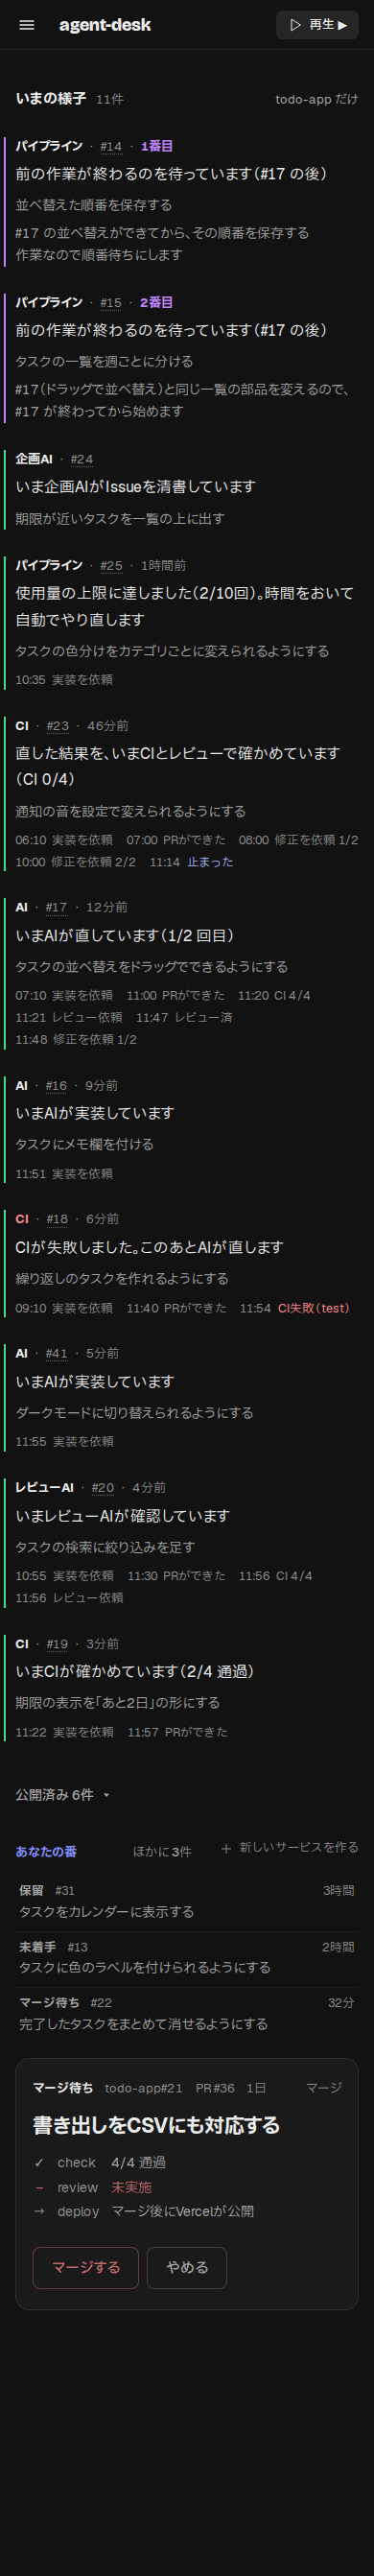 agent-desk
再生 ▶
いまの様子 11件 todo-app だけ
パイプライン · #14 · 1番目
前の作業が終わるのを待っています（#17 の後）
並べ替えた順番を保存する
#17 の並べ替えができてから、その順番を保存する
作業なので順番待ちにします
パイプライン · #15 · 2番目
前の作業が終わるのを待っています（#17 の後）
タスクの一覧を週ごとに分ける
#17（ドラッグで並べ替え）と同じ一覧の部品を変えるので、
#17 が終わってから始めます
企画AI · #24
いま企画AIがIssueを清書しています
期限が近いタスクを一覧の上に出す
パイプライン · #25 · 1時間前
使用量の上限に達しました（2/10回）。時間をおいて
自動でやり直します
タスクの色分けをカテゴリごとに変えられるようにする
10:35 実装を依頼
CI · #23 · 46分前
直した結果を、いまCIとレビューで確かめています
（CI 0/4）
通知の音を設定で変えられるようにする
06:10 実装を依頼 07:00 PRができた 08:00 修正を依頼 1/2
10:00 修正を依頼 2/2 11:14 止まった
AI · #17 · 12分前
いまAIが直しています（1/2 回目）
タスクの並べ替えをドラッグでできるようにする
07:10 実装を依頼 11:00 PRができた 11:20 CI 4/4
11:21 レビュー依頼 11:47 レビュー済
11:48 修正を依頼 1/2
AI · #16 · 9分前
いまAIが実装しています
タスクにメモ欄を付ける
11:51 実装を依頼
CI · #18 · 6分前
CIが失敗しました。このあとAIが直します
繰り返しのタスクを作れるようにする
09:10 実装を依頼 11:40 PRができた 11:54 CI失敗（test）
AI · #41 · 5分前
いまAIが実装しています
ダークモードに切り替えられるようにする
11:55 実装を依頼
レビューAI · #20 · 4分前
いまレビューAIが確認しています
タスクの検索に絞り込みを足す
10:55 実装を依頼 11:30 PRができた 11:56 CI 4/4
11:56 レビュー依頼
CI · #19 · 3分前
いまCIが確かめています（2/4 通過）
期限の表示を「あと2日」の形にする
11:22 実装を依頼 11:57 PRができた
公開済み 6件
あなたの番 ほかに 3件 ＋ 新しいサービスを作る
保留 #31 3時間
タスクをカレンダーに表示する
未着手 #13 2時間
タスクに色のラベルを付けられるようにする
マージ待ち #22 32分
完了したタスクをまとめて消せるようにする
マージ待ち todo-app#21 PR #36 1日 マージ
書き出しをCSVにも対応する
✓ check 4/4 通過
− review 未実施
→ deploy マージ後にVercelが公開
マージする やめる